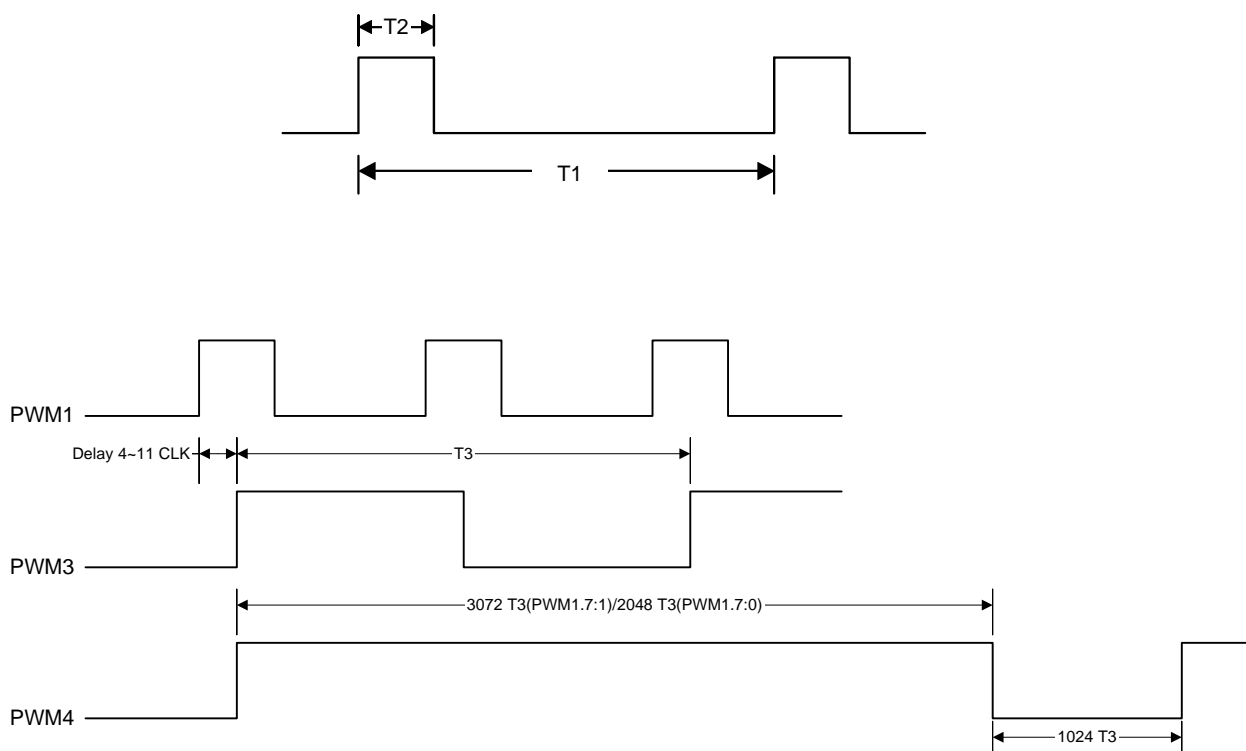 T2
T1
PWM1
Delay 4~11 CLK
T3
PWM3
3072 T3(PWM1.7:1)/2048 T3(PWM1.7:0)
PWM4
1024 T3